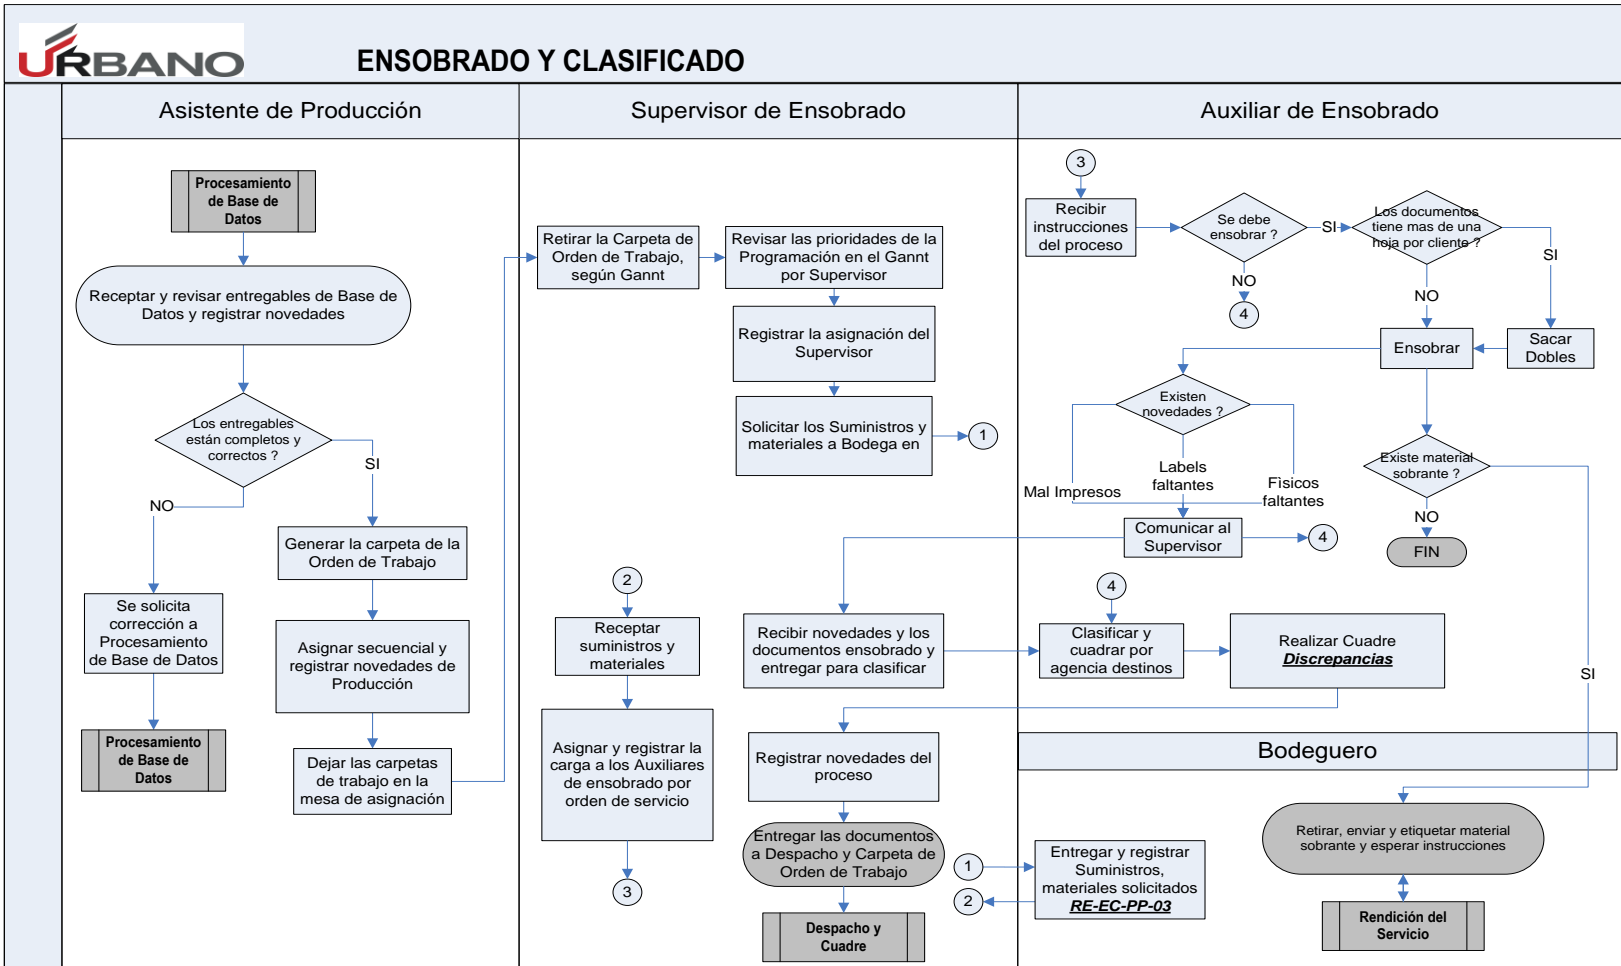 URBANO
ENSOBRADO Y CLASIFICADO
Asistente de Producción
Supervisor de Ensobrado
Auxiliar de Ensobrado
Procesamiento
de Base de
Datos
Receptar y revisar entregables de Base de
Datos y registrar novedades
Los entregables
están completos y
correctos ?
SI
NO
Generar la carpeta de la
Orden de Trabajo
Se solicita
corrección a
Procesamiento
de Base de Datos
Asignar secuencial y
registrar novedades de
Producción
Procesamiento
de Base de
Datos
Dejar las carpetas
de trabajo en la
mesa de asignación
Retirar la Carpeta de
Orden de Trabajo,
según Gannt
Revisar las prioridades de la
Programación en el Gannt
por Supervisor
Registrar la asignación del
Supervisor
Solicitar los Suministros y
materiales a Bodega en
1
2
Receptar
suministros y
materiales
Asignar y registrar la
carga a los Auxiliares
de ensobrado por
orden de servicio
3
Recibir novedades y los
documentos ensobrado y
entregar para clasificar
Registrar novedades del
proceso
Entregar las documentos
a Despacho y Carpeta de
Orden de Trabajo
Despacho y
Cuadre
3
Recibir
instrucciones
del proceso
Se debe
ensobrar ?
SI
NO
4
Los documentos
tiene mas de una
hoja por cliente ?
SI
NO
Ensobrar
Sacar
Dobles
Existen
novedades ?
Mal Impresos
Labels
faltantes
Fìsicos
faltantes
Existe material
sobrante ?
NO
FIN
SI
Comunicar al
Supervisor
4
4
Clasificar y
cuadrar por
agencia destinos
Realizar Cuadre
Discrepancias
Bodeguero
1
2
Entregar y registrar
Suministros,
materiales solicitados
RE-EC-PP-03
Retirar, enviar y etiquetar material
sobrante y esperar instrucciones
Rendición del
Servicio